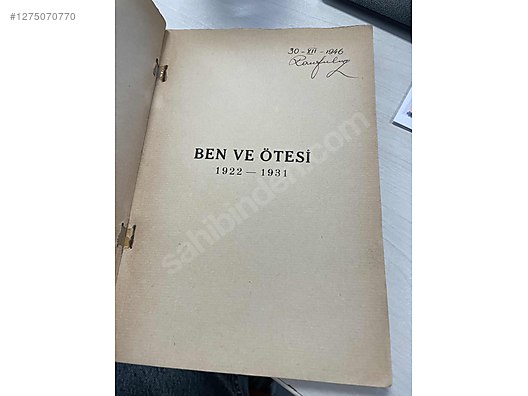 #1275070770
30-XII-1946
BEN VE ÖTESİ
1922 — 1931
sahibinden.com